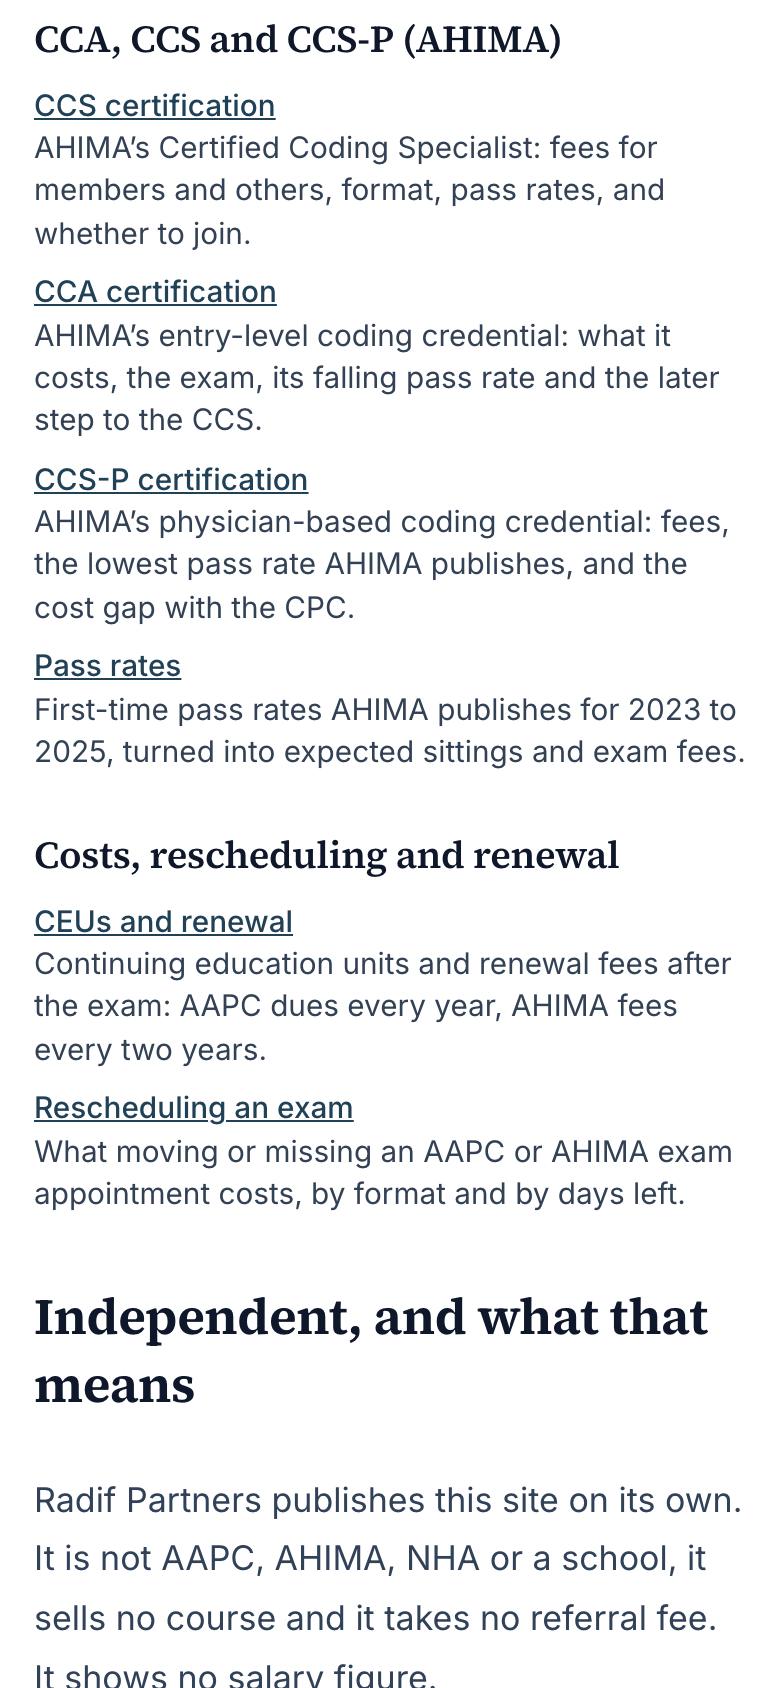 CCA, CCS and CCS-P (AHIMA)
CCS certification
AHIMA’s Certified Coding Specialist: fees for
members and others, format, pass rates, and
whether to join.
CCA certification
AHIMA’s entry-level coding credential: what it
costs, the exam, its falling pass rate and the later
step to the CCS.
CCS-P certification
AHIMA’s physician-based coding credential: fees,
the lowest pass rate AHIMA publishes, and the
cost gap with the CPC.
Pass rates
First-time pass rates AHIMA publishes for 2023 to
2025, turned into expected sittings and exam fees.
Costs, rescheduling and renewal
CEUs and renewal
Continuing education units and renewal fees after
the exam: AAPC dues every year, AHIMA fees
every two years.
Rescheduling an exam
What moving or missing an AAPC or AHIMA exam
appointment costs, by format and by days left.
Independent, and what that
means
Radif Partners publishes this site on its own.
It is not AAPC, AHIMA, NHA or a school, it
sells no course and it takes no referral fee.
It shows no salary figure.